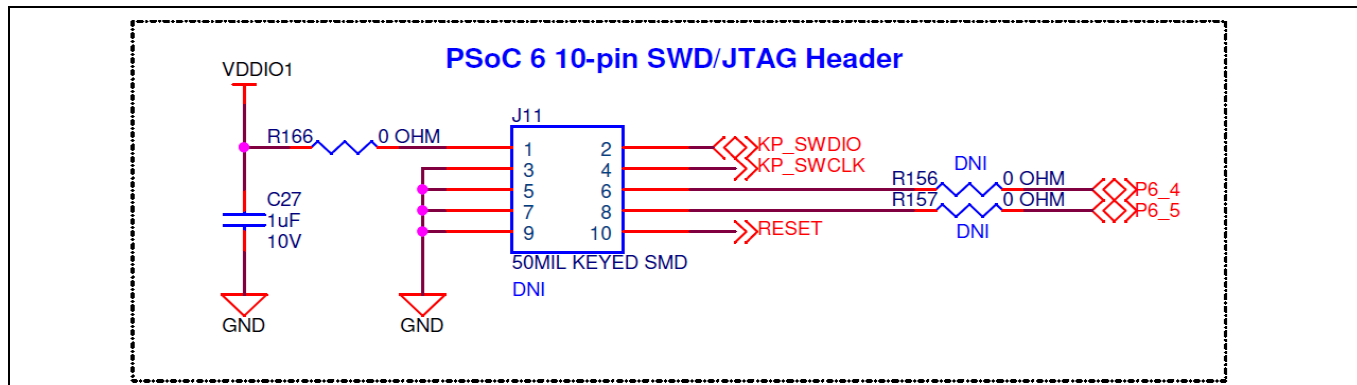 PSoC 6 10-pin SWD/JTAG Header
VDDIO1
J11
R166 0 OHM
1 2 KP_SWDIO
3 4 KP_SWCLK
DNI
5 6 R156 0 OHM P6_4
7 8 R157 0 OHM P6_5
9 10 RESET
DNI
C27
1uF
10V
50MIL KEYED SMD
DNI
GND GND